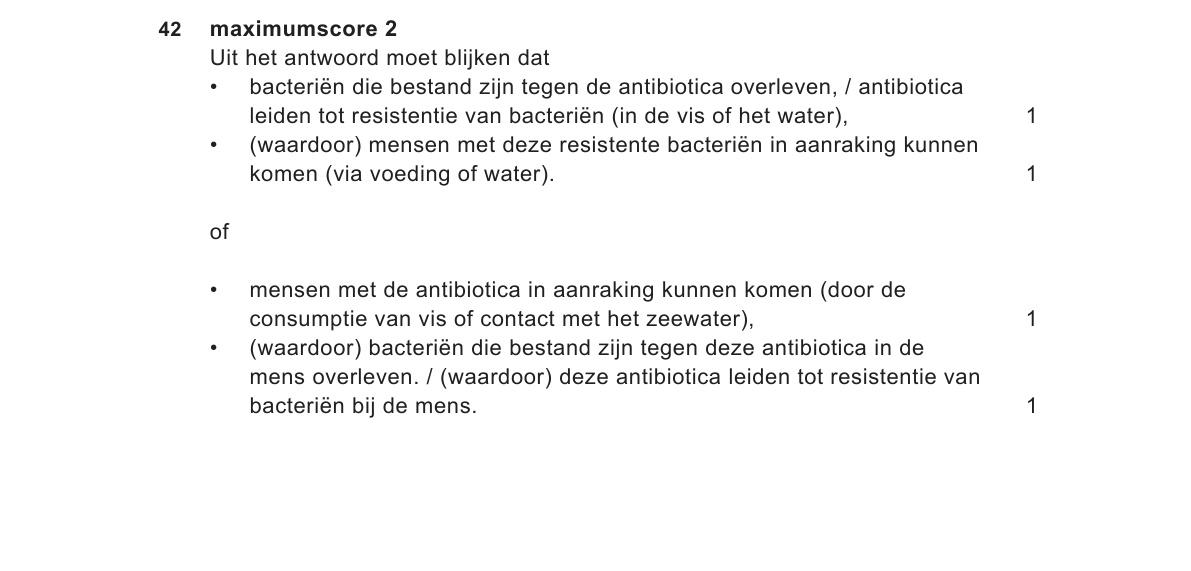 42 maximumscore 2
Uit het antwoord moet blijken dat
• bacteriën die bestand zijn tegen de antibiotica overleven, / antibiotica
leiden tot resistentie van bacteriën (in de vis of het water), 1
• (waardoor) mensen met deze resistente bacteriën in aanraking kunnen
komen (via voeding of water). 1
of
• mensen met de antibiotica in aanraking kunnen komen (door de
consumptie van vis of contact met het zeewater), 1
• (waardoor) bacteriën die bestand zijn tegen deze antibiotica in de
mens overleven. / (waardoor) deze antibiotica leiden tot resistentie van
bacteriën bij de mens. 1